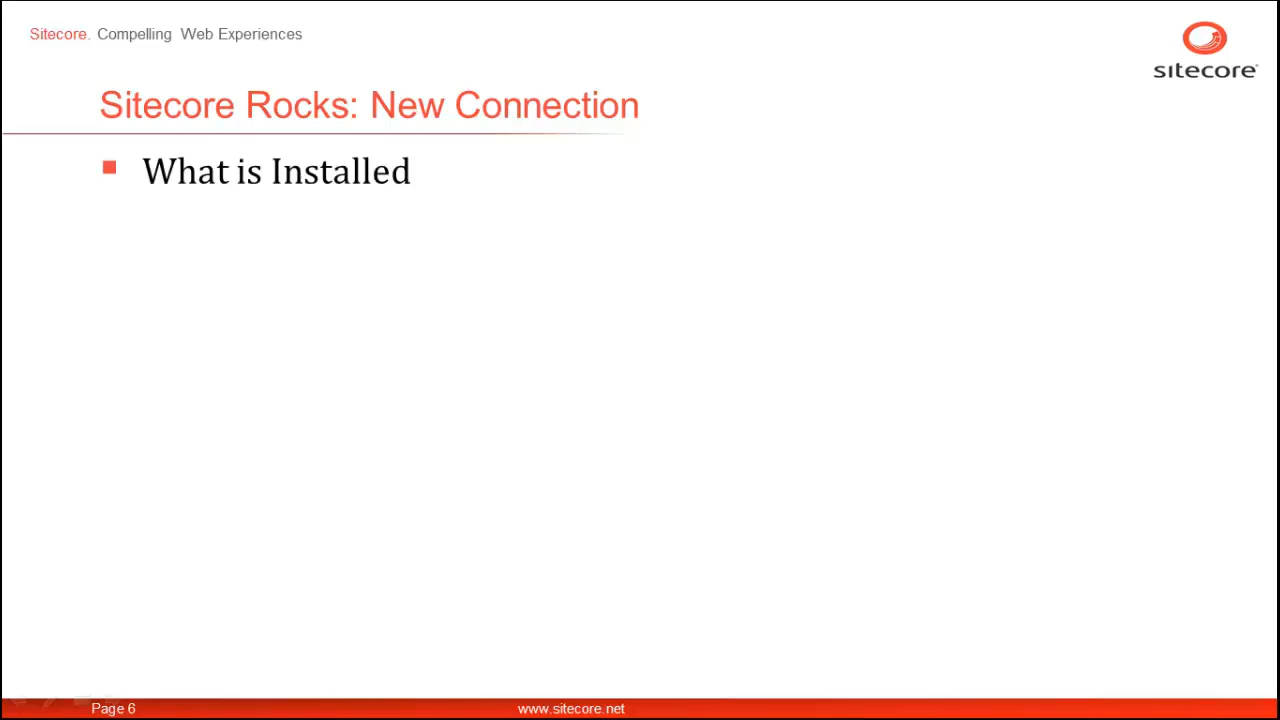 Sitecore. Compelling Web Experiences
sitecore
Sitecore Rocks: New Connection
What is Installed
Page 6
www.sitecore.net